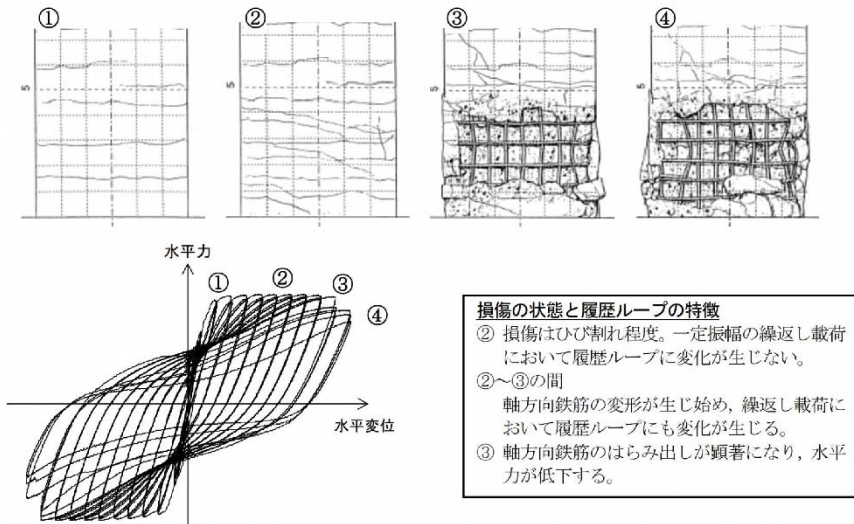 ①
②
③
④
5
5
5
5
水平力
①
②
③
④
水平変位
損傷の状態と履歴ループの特徴
② 損傷はひび割れ程度。一定振幅の繰返し載荷
において履歴ループに変化が生じない。
②~③の間
軸方向鉄筋の変形が生じ始め,繰返し載荷に
おいて履歴ループにも変化が生じる。
③ 軸方向鉄筋のはらみ出しが顕著になり,水平
力が低下する。